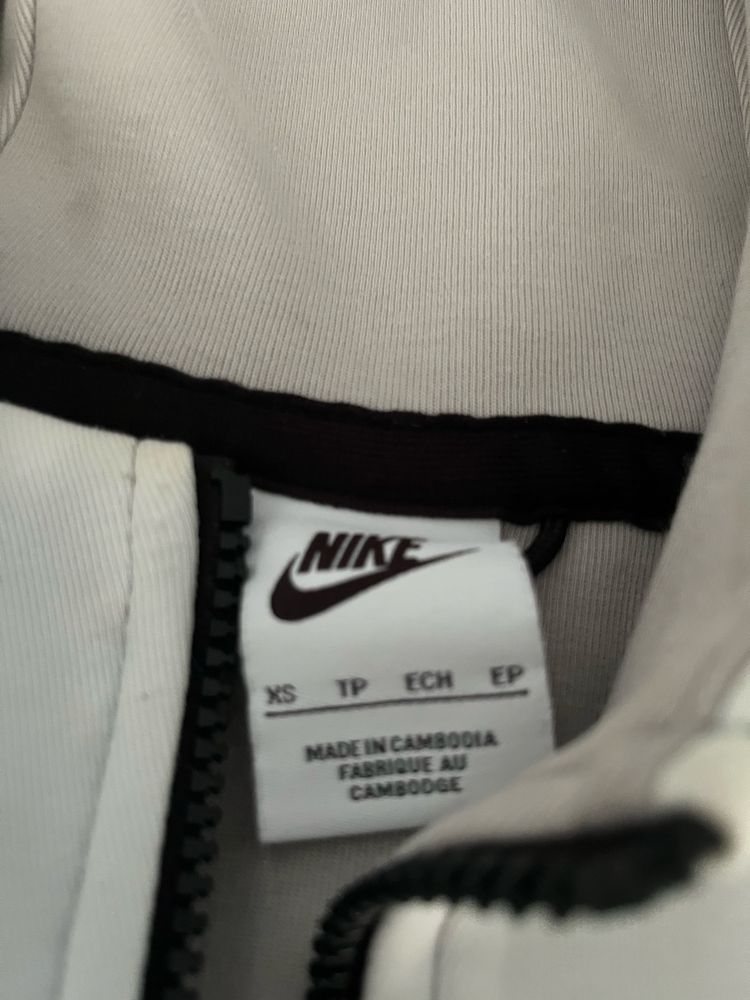 NIKE
XS TP ECH EP
MADE IN CAMBODIA
FABRIQUE AU
CAMBODGE